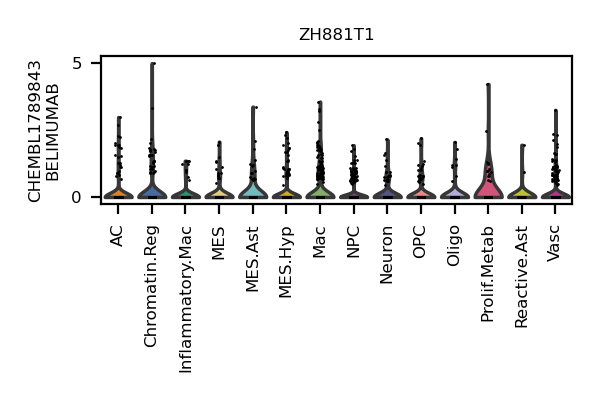 ZH881T1
CHEMBL1789843
BELIMUMAB
5
0
AC
Chromatin.Reg
Inflammatory.Mac
MES
MES.Ast
MES.Hyp
Mac
NPC
Neuron
OPC
Oligo
Prolif.Metab
Reactive.Ast
Vasc